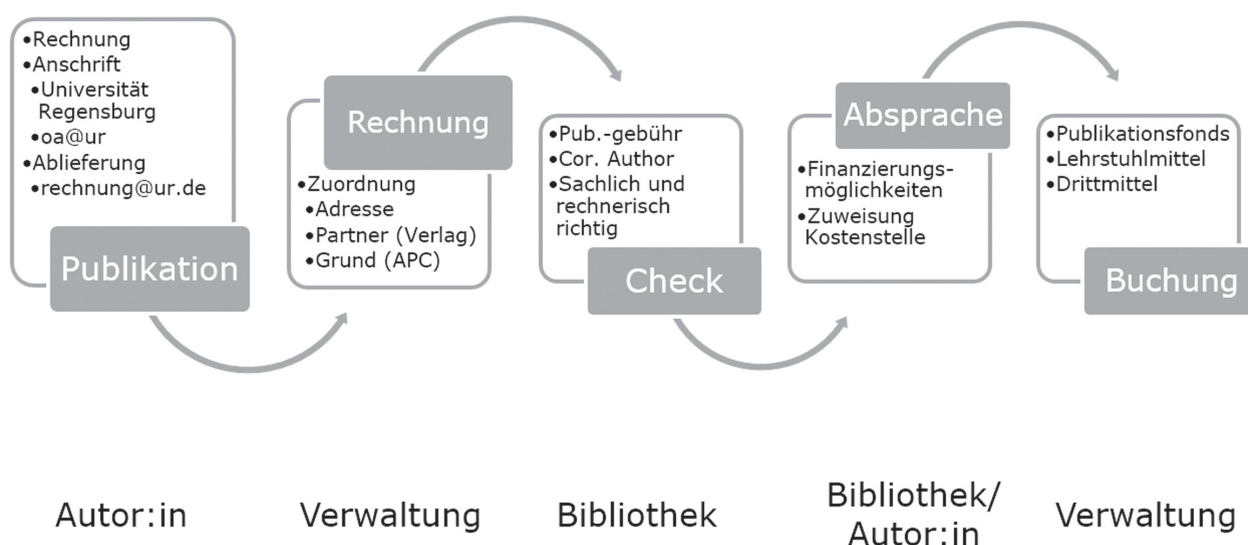 •Rechnung
•Anschrift
•Universität
Regensburg
•oa@ur
•Ablieferung
•rechnung@ur.de
Publikation
Rechnung
•Zuordnung
•Adresse
•Partner (Verlag)
•Grund (APC)
•Pub.-gebühr
•Cor. Author
•Sachlich und
rechnerisch
richtig
Check
Absprache
•Finanzierungs-
möglichkeiten
•Zuweisung
Kostenstelle
•Publikationsfonds
•Lehrstuhlmittel
•Drittmittel
Buchung
Autor:in
Verwaltung
Bibliothek
Bibliothek/
Autor:in
Verwaltung